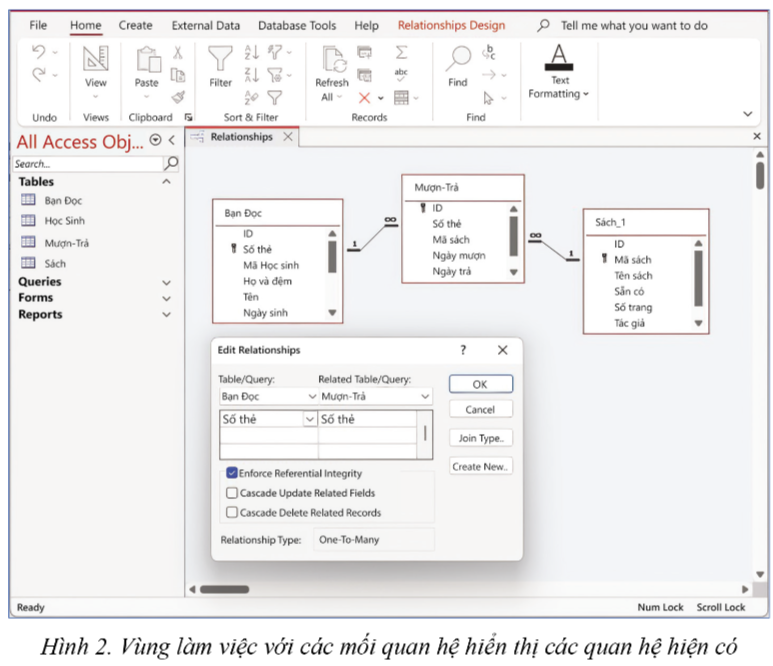 File Home Create External Data Database Tools Help Relationships Design Tell me what you want to do
View Paste Filter Refresh All Find Text Formatting
Undo Views Clipboard Sort & Filter Records Find
All Access Obj...
Search...
Tables
Bạn Đọc
Học Sinh
Mượn-Trả
Sách
Queries
Forms
Reports
Relationships
Bạn Đọc
ID
Số thẻ
Mã Học sinh
Họ và đệm
Tên
Ngày sinh
1 ∞
Mượn-Trả
ID
Số thẻ
Mã sách
Ngày mượn
Ngày trả
∞ 1
Sách_1
ID
Mã sách
Tên sách
Sẵn có
Số trang
Tác giả
Edit Relationships ? ×
Table/Query: Related Table/Query:
Bạn Đọc Mượn-Trả
Số thẻ Số thẻ
Enforce Referential Integrity
Cascade Update Related Fields
Cascade Delete Related Records
Relationship Type: One-To-Many
OK
Cancel
Join Type..
Create New..
Ready Num Lock Scroll Lock
Hình 2. Vùng làm việc với các mối quan hệ hiển thị các quan hệ hiện có